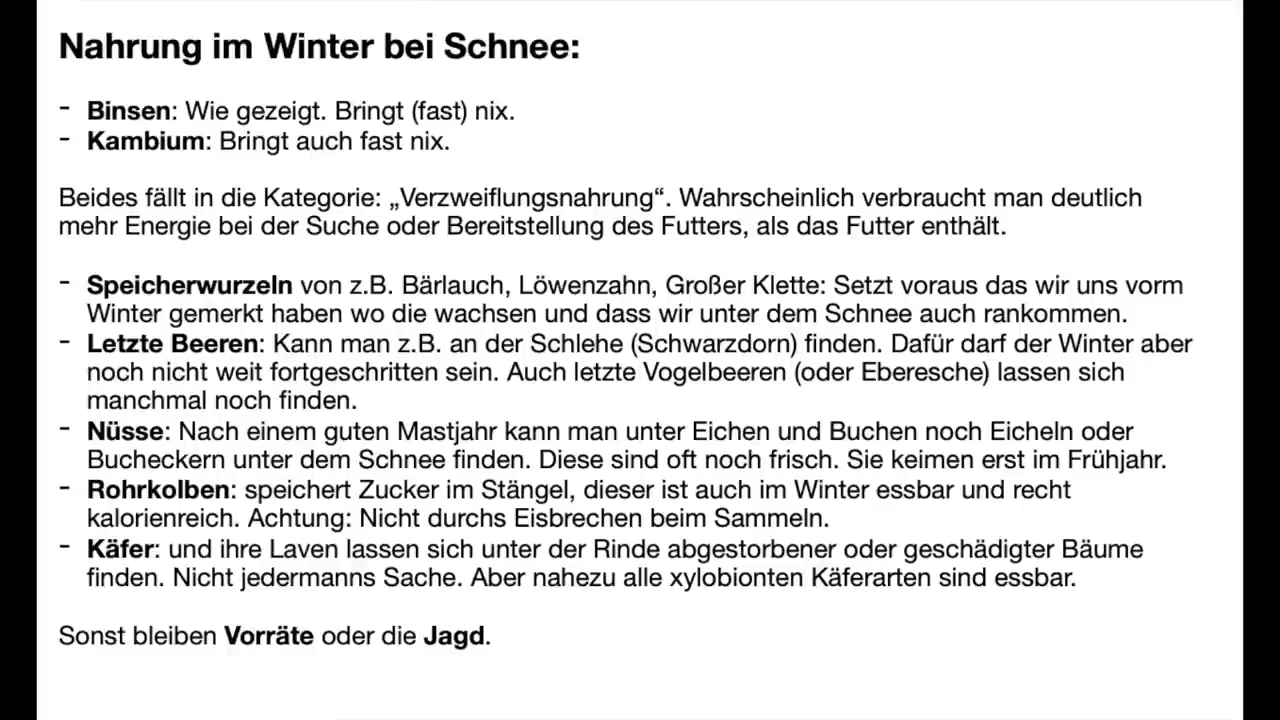 Nahrung im Winter bei Schnee:
- Binsen: Wie gezeigt. Bringt (fast) nix.
- Kambium: Bringt auch fast nix.
Beides fällt in die Kategorie: „Verzweiflungsnahrung“. Wahrscheinlich verbraucht man deutlich
mehr Energie bei der Suche oder Bereitstellung des Futters, als das Futter enthält.
- Speicherwurzeln von z.B. Bärlauch, Löwenzahn, Großer Klette: Setzt voraus das wir uns vorm
Winter gemerkt haben wo die wachsen und dass wir unter dem Schnee auch rankommen.
- Letzte Beeren: Kann man z.B. an der Schlehe (Schwarzdorn) finden. Dafür darf der Winter aber
noch nicht weit fortgeschritten sein. Auch letzte Vogelbeeren (oder Eberesche) lassen sich
manchmal noch finden.
- Nüsse: Nach einem guten Mastjahr kann man unter Eichen und Buchen noch Eicheln oder
Bucheckern unter dem Schnee finden. Diese sind oft noch frisch. Sie keimen erst im Frühjahr.
- Rohrkolben: speichert Zucker im Stängel, dieser ist auch im Winter essbar und recht
kalorienreich. Achtung: Nicht durchs Eisbrechen beim Sammeln.
- Käfer: und ihre Laven lassen sich unter der Rinde abgestorbener oder geschädigter Bäume
finden. Nicht jedermanns Sache. Aber nahezu alle xylobionten Käferarten sind essbar.
Sonst bleiben Vorräte oder die Jagd.